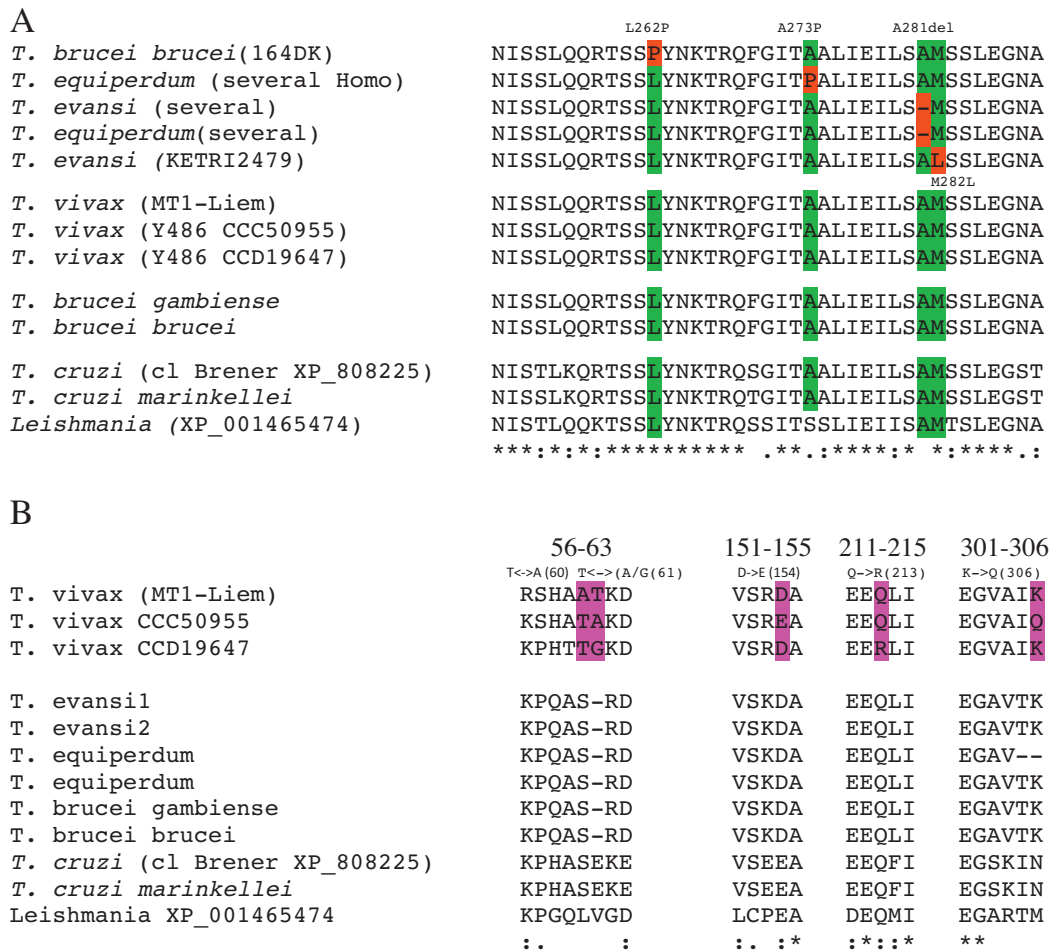 A
L262P A273P A281del
T. brucei brucei(164DK) NISSLQQRTSSPYNKTRQFGITAALIEILSAMSSLEGNA
T. equiperdum (several Homo) NISSLQQRTSSLYNKTRQFGITPALIEILSAMSSLEGNA
T. evansi (several) NISSLQQRTSSLYNKTRQFGITAALIEILS-MSSLEGNA
T. equiperdum(several) NISSLQQRTSSLYNKTRQFGITAALIEILS-MSSLEGNA
T. evansi (KETRI2479) NISSLQQRTSSLYNKTRQFGITAALIEILSALSSLEGNA
M282L
T. vivax (MT1-Liem) NISSLQQRTSSLYNKTRQFGITAALIEILSAMSSLEGNA
T. vivax (Y486 CCC50955) NISSLQQRTSSLYNKTRQFGITAALIEILSAMSSLEGNA
T. vivax (Y486 CCD19647) NISSLQQRTSSLYNKTRQFGITAALIEILSAMSSLEGNA
T. brucei gambiense NISSLQQRTSSLYNKTRQFGITAALIEILSAMSSLEGNA
T. brucei brucei NISSLQQRTSSLYNKTRQFGITAALIEILSAMSSLEGNA
T. cruzi (cl Brener XP_808225) NISTLKQRTSSLYNKTRQSGITAALIEILSAMSSLEGST
T. cruzi marinkellei NISSLKQRTSSLYNKTRQTGITAALIEILSAMSSLEGST
Leishmania (XP_001465474) NISTLQQKTSSLYNKTRQSSITSSLIEIISAMTSLEGNA
***:*:*:********** .**.:****:* *:****.:
B
56-63 151-155 211-215 301-306
T<->A(60) T<->(A/G(61) D->E(154) Q->R(213) K->Q(306)
T. vivax (MT1-Liem) RSHAATKD VSRDA EEQLI EGVAIK
T. vivax CCC50955 KSHATAKD VSREA EEQLI EGVAIQ
T. vivax CCD19647 KPHTTGKD VSRDA EERLI EGVAIK
T. evansi1 KPQAS-RD VSKDA EEQLI EGAVTK
T. evansi2 KPQAS-RD VSKDA EEQLI EGAVTK
T. equiperdum KPQAS-RD VSKDA EEQLI EGAV--
T. equiperdum KPQAS-RD VSKDA EEQLI EGAVTK
T. brucei gambiense KPQAS-RD VSKDA EEQLI EGAVTK
T. brucei brucei KPQAS-RD VSKDA EEQLI EGAVTK
T. cruzi (cl Brener XP_808225) KPHASEKE VSEEA EEQFI EGSKIN
T. cruzi marinkellei KPHASEKE VSEEA EEQFI EGSKIN
Leishmania XP_001465474 KPGQLVGD LCPEA DEQMI EGARTM
:. : :. :* :*::* **